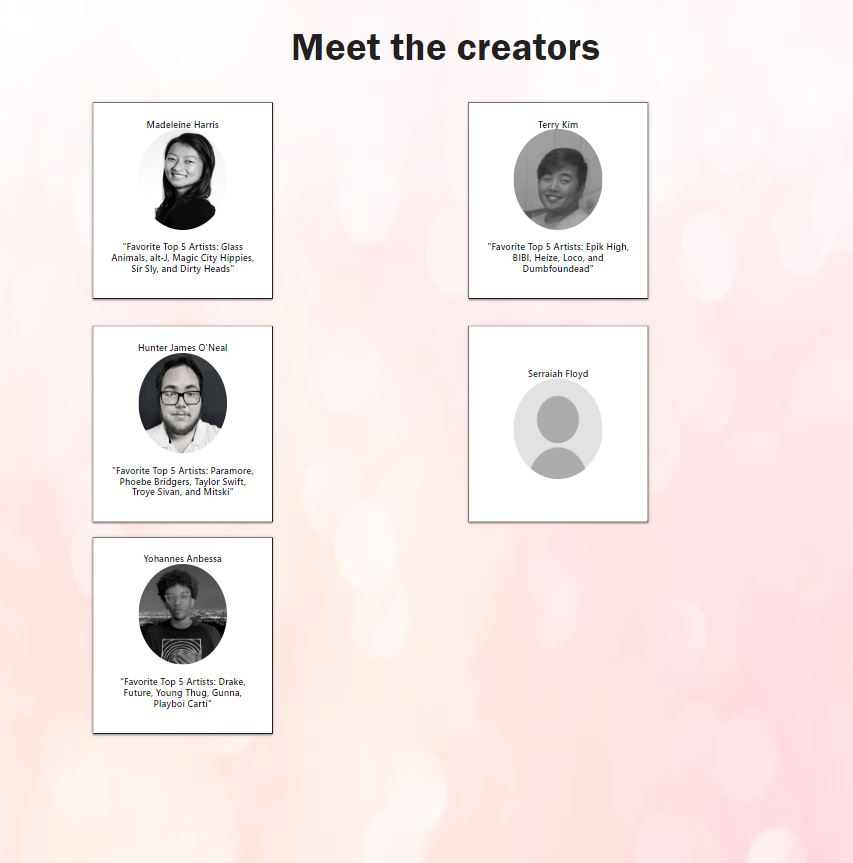 Meet the creators
Madeleine Harris
"Favorite Top 5 Artists: Glass
Animals, alt-J, Magic City Hippies,
Sir Sly, and Dirty Heads"
Terry Kim
"Favorite Top 5 Artists: Epik High,
BIBI, Heize, Loco, and
Dumbfoundead"
Hunter James O'Neal
"Favorite Top 5 Artists: Paramore,
Phoebe Bridgers, Taylor Swift,
Troye Sivan, and Mitski"
Serraiah Floyd
Yohannes Anbessa
"Favorite Top 5 Artists: Drake,
Future, Young Thug, Gunna,
Playboi Carti"